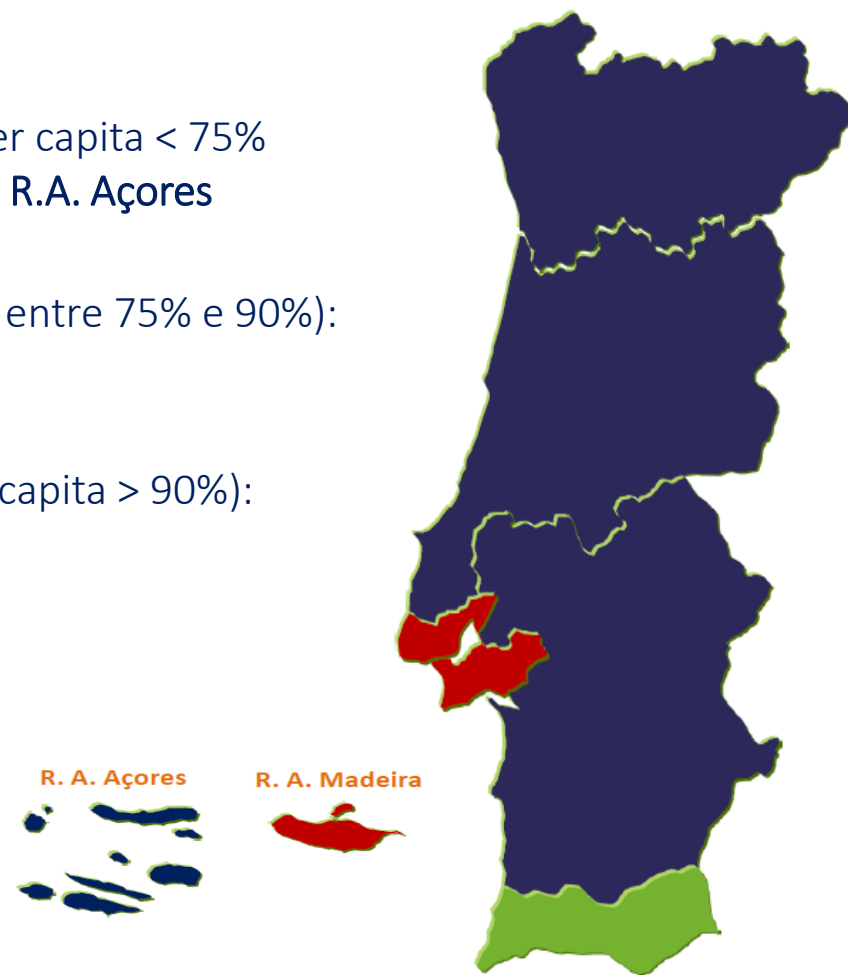 er capita < 75%
R.A. Açores
entre 75% e 90%):
capita > 90%):
R. A. Açores
R. A. Madeira